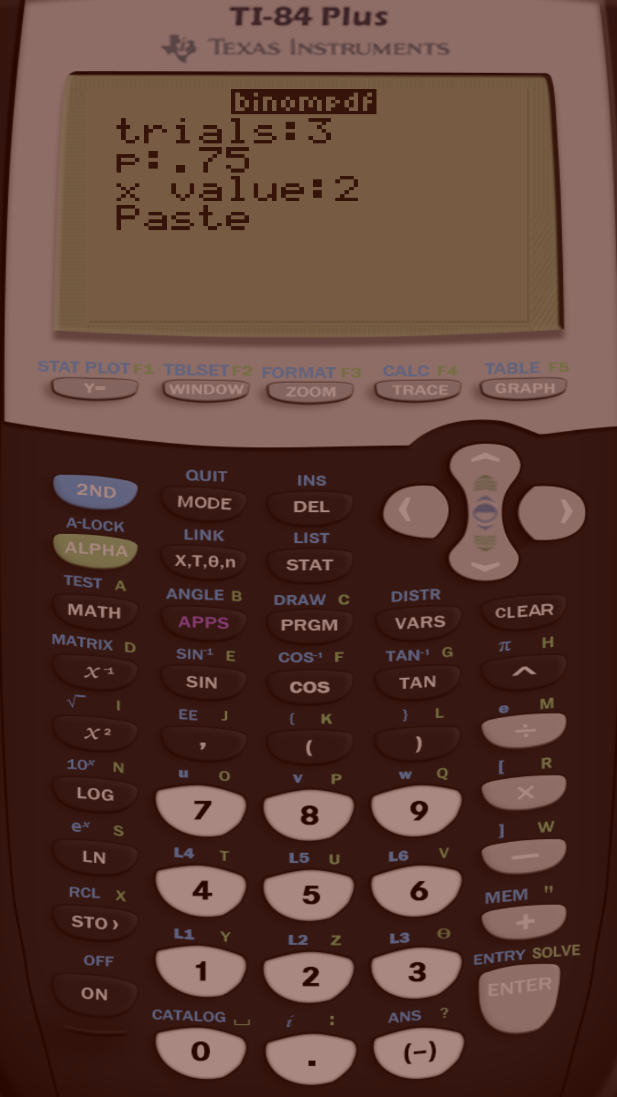 TI-84 Plus
TEXAS INSTRUMENTS
binompdf
trials:3
p:.75
x value:2
Paste
STAT PLOT F1 TBLSET F2 FORMAT F3 CALC F4 TABLE F5
Y= WINDOW ZOOM TRACE GRAPH
QUIT INS
2ND MODE DEL
A-LOCK LINK LIST
ALPHA X,T,θ,n STAT
TEST A ANGLE B DRAW C DISTR
MATH APPS PRGM VARS CLEAR
MATRIX D SIN⁻¹ E COS⁻¹ F TAN⁻¹ G π H
X⁻¹ SIN COS TAN ^
√ I EE J { K } L e M
X² , ( ) ÷
10ˣ N u O v P w Q [ R
LOG 7 8 9 ×
eˣ S L4 T L5 U L6 V ] W
LN 4 5 6 −
RCL X L1 Y L2 Z L3 Θ MEM "
STO› 1 2 3 +
OFF CATALOG ⎵ i : ANS ? ENTRY SOLVE
ON 0 . (−) ENTER